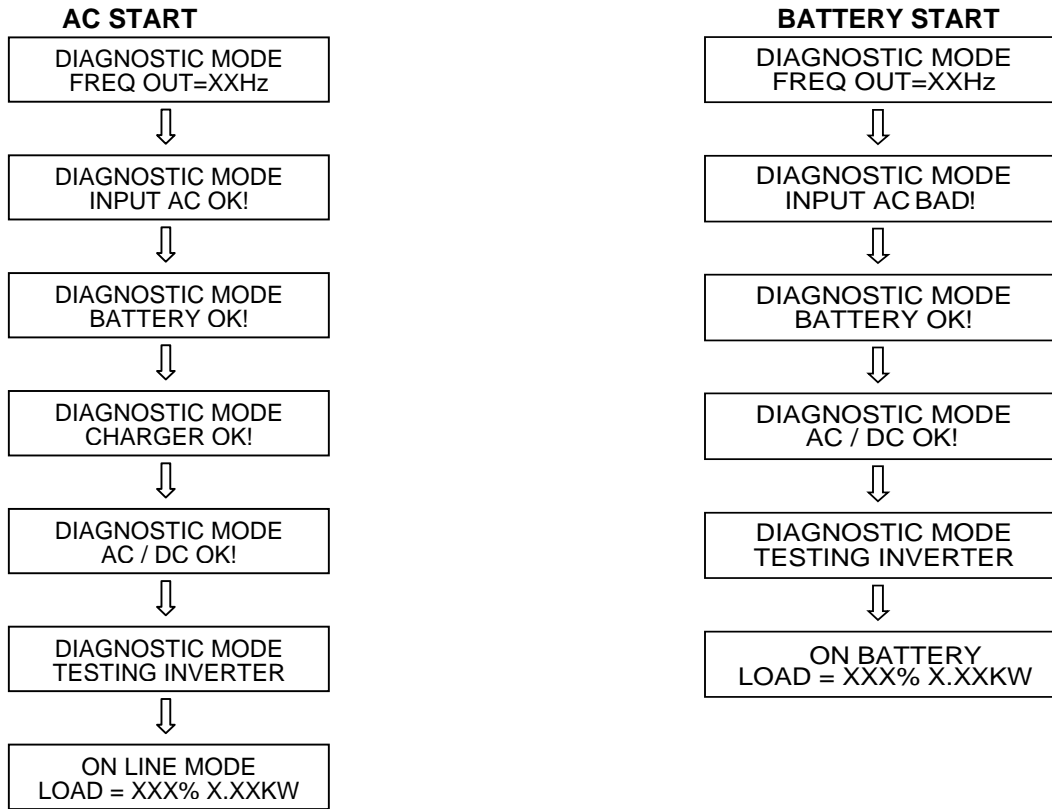 AC START
DIAGNOSTIC MODE
FREQ OUT=XXHz
DIAGNOSTIC MODE
INPUT AC OK!
DIAGNOSTIC MODE
BATTERY OK!
DIAGNOSTIC MODE
CHARGER OK!
DIAGNOSTIC MODE
AC / DC OK!
DIAGNOSTIC MODE
TESTING INVERTER
ON LINE MODE
LOAD = XXX% X.XXKW
BATTERY START
DIAGNOSTIC MODE
FREQ OUT=XXHz
DIAGNOSTIC MODE
INPUT AC BAD!
DIAGNOSTIC MODE
BATTERY OK!
DIAGNOSTIC MODE
AC / DC OK!
DIAGNOSTIC MODE
TESTING INVERTER
ON BATTERY
LOAD = XXX% X.XXKW